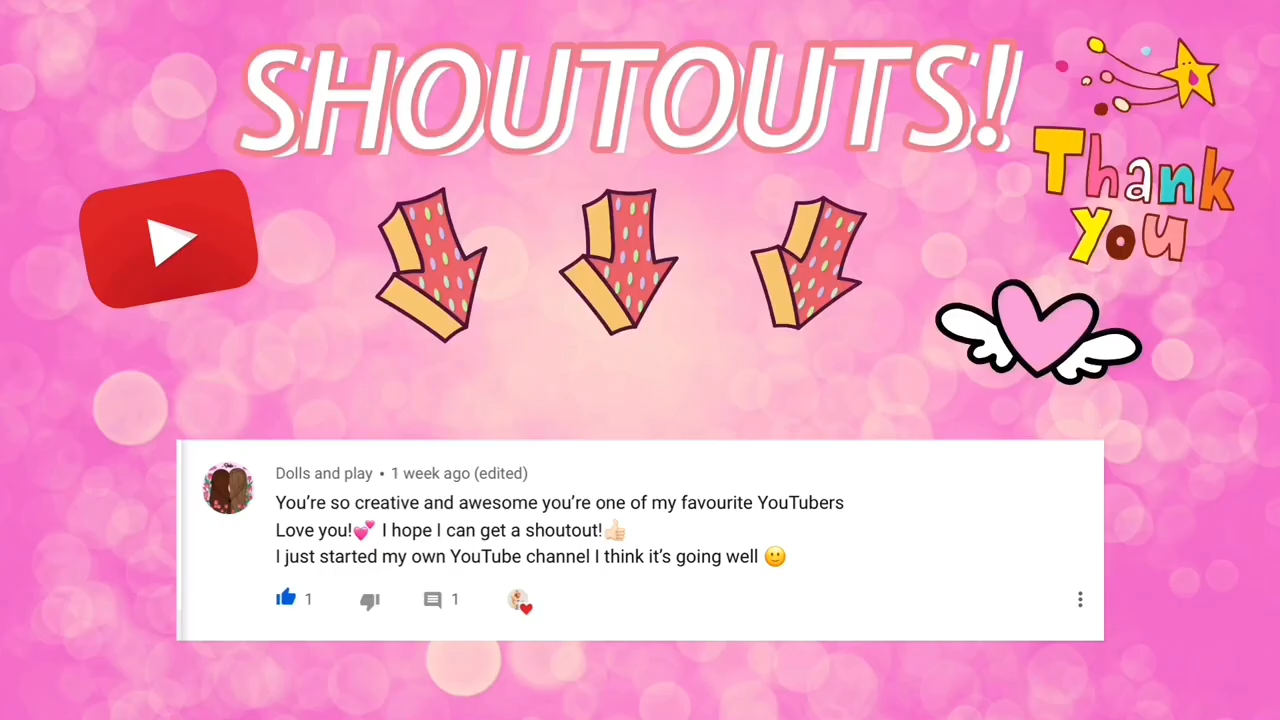 SHOUTOUTS!
Thank
you
Dolls and play • 1 week ago (edited)
You're so creative and awesome you're one of my favourite YouTubers
Love you!💕 I hope I can get a shoutout!👍🏻
I just started my own YouTube channel I think it's going well 🙂
1 1